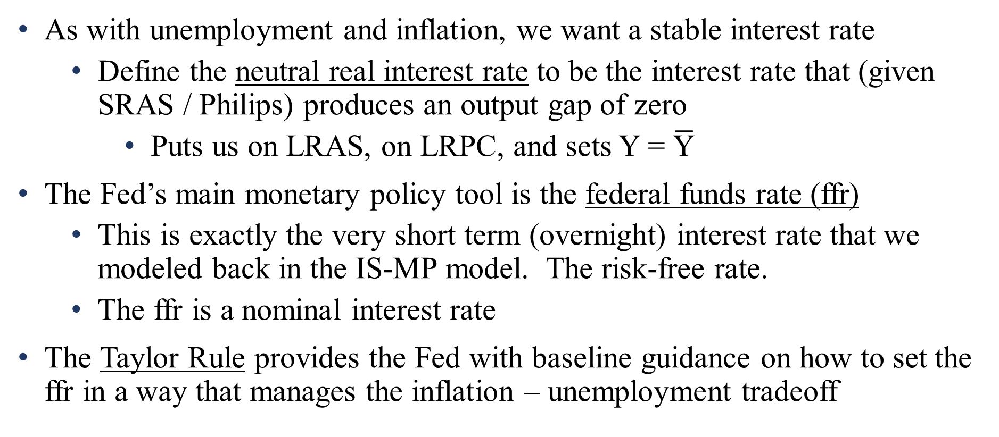 • As with unemployment and inflation, we want a stable interest rate
• Define the neutral real interest rate to be the interest rate that (given
SRAS / Philips) produces an output gap of zero
• Puts us on LRAS, on LRPC, and sets Y = Y̅
• The Fed’s main monetary policy tool is the federal funds rate (ffr)
• This is exactly the very short term (overnight) interest rate that we
modeled back in the IS-MP model.  The risk-free rate.
• The ffr is a nominal interest rate
• The Taylor Rule provides the Fed with baseline guidance on how to set the
ffr in a way that manages the inflation – unemployment tradeoff